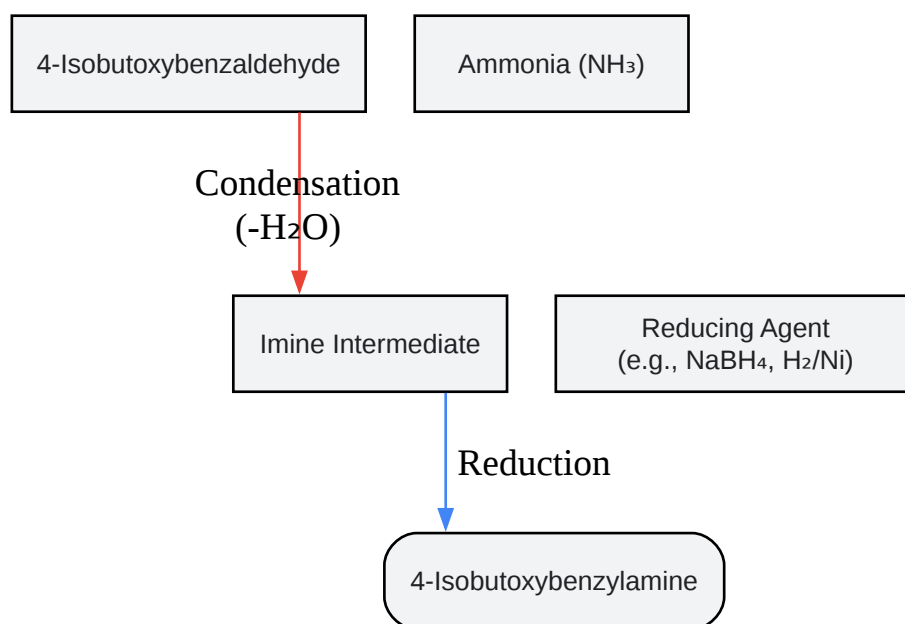 4-Isobutoxybenzaldehyde
Ammonia (NH₃)
Condensation
(-H₂O)
Imine Intermediate
Reducing Agent
(e.g., NaBH₄, H₂/Ni)
Reduction
4-Isobutoxybenzylamine